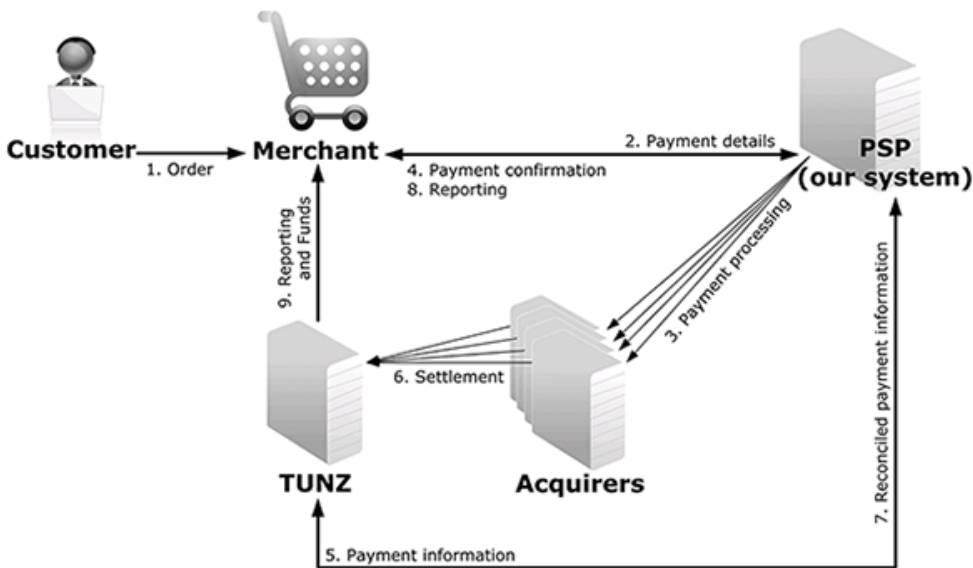 Customer
1. Order
Merchant
2. Payment details
4. Payment confirmation
8. Reporting
PSP
(our system)
3. Payment processing
9. Reporting
and Funds
6. Settlement
7. Reconciled payment information
TUNZ
Acquirers
5. Payment information